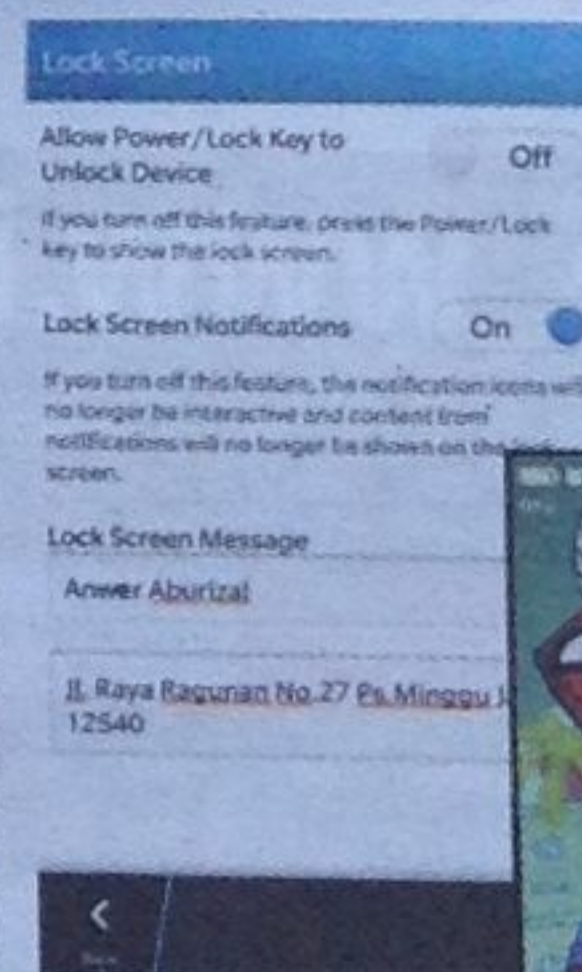 Lock Screen
Allow Power/Lock Key to
Unlock Device
Off
If you turn off this feature, press the Power/Lock
key to show the lock screen.
Lock Screen Notifications
On
If you turn off this feature, the notification icons will
no longer be interactive and content from
notifications will no longer be shown on the lock
screen.
Lock Screen Message
Anwer Aburizal
Jl. Raya Ragunan No.27 Ps.Minggu J
12540